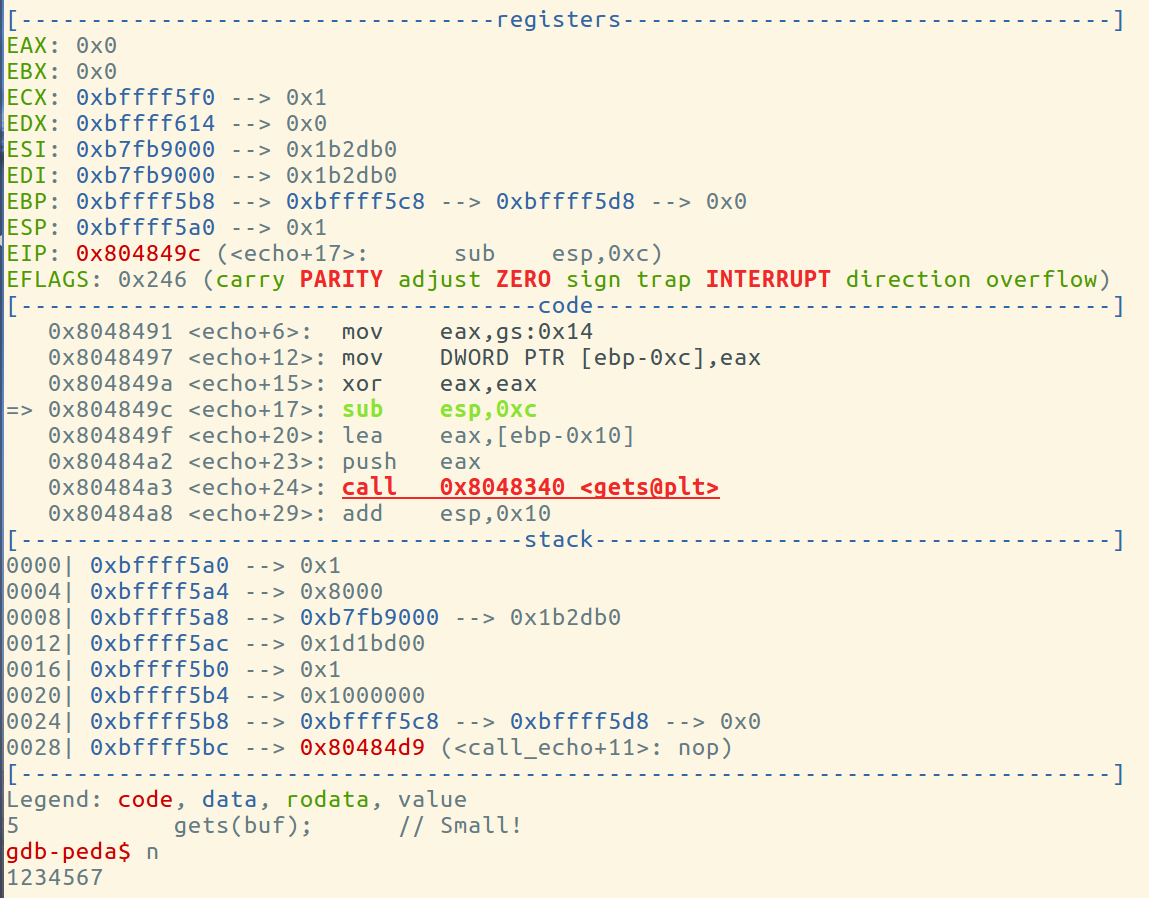 [----------------------------------registers-----------------------------------]
EAX: 0x0
EBX: 0x0
ECX: 0xbffff5f0 --> 0x1
EDX: 0xbffff614 --> 0x0
ESI: 0xb7fb9000 --> 0x1b2db0
EDI: 0xb7fb9000 --> 0x1b2db0
EBP: 0xbffff5b8 --> 0xbffff5c8 --> 0xbffff5d8 --> 0x0
ESP: 0xbffff5a0 --> 0x1
EIP: 0x804849c (<echo+17>:      sub    esp,0xc)
EFLAGS: 0x246 (carry PARITY adjust ZERO sign trap INTERRUPT direction overflow)
[-------------------------------------code-------------------------------------]
   0x8048491 <echo+6>:  mov    eax,gs:0x14
   0x8048497 <echo+12>: mov    DWORD PTR [ebp-0xc],eax
   0x804849a <echo+15>: xor    eax,eax
=> 0x804849c <echo+17>: sub    esp,0xc
   0x804849f <echo+20>: lea    eax,[ebp-0x10]
   0x80484a2 <echo+23>: push   eax
   0x80484a3 <echo+24>: call   0x8048340 <gets@plt>
   0x80484a8 <echo+29>: add    esp,0x10
[------------------------------------stack-------------------------------------]
0000| 0xbffff5a0 --> 0x1
0004| 0xbffff5a4 --> 0x8000
0008| 0xbffff5a8 --> 0xb7fb9000 --> 0x1b2db0
0012| 0xbffff5ac --> 0x1d1bd00
0016| 0xbffff5b0 --> 0x1
0020| 0xbffff5b4 --> 0x1000000
0024| 0xbffff5b8 --> 0xbffff5c8 --> 0xbffff5d8 --> 0x0
0028| 0xbffff5bc --> 0x80484d9 (<call_echo+11>: nop)
[------------------------------------------------------------------------------]
Legend: code, data, rodata, value
5           gets(buf);      // Small!
gdb-peda$ n
1234567